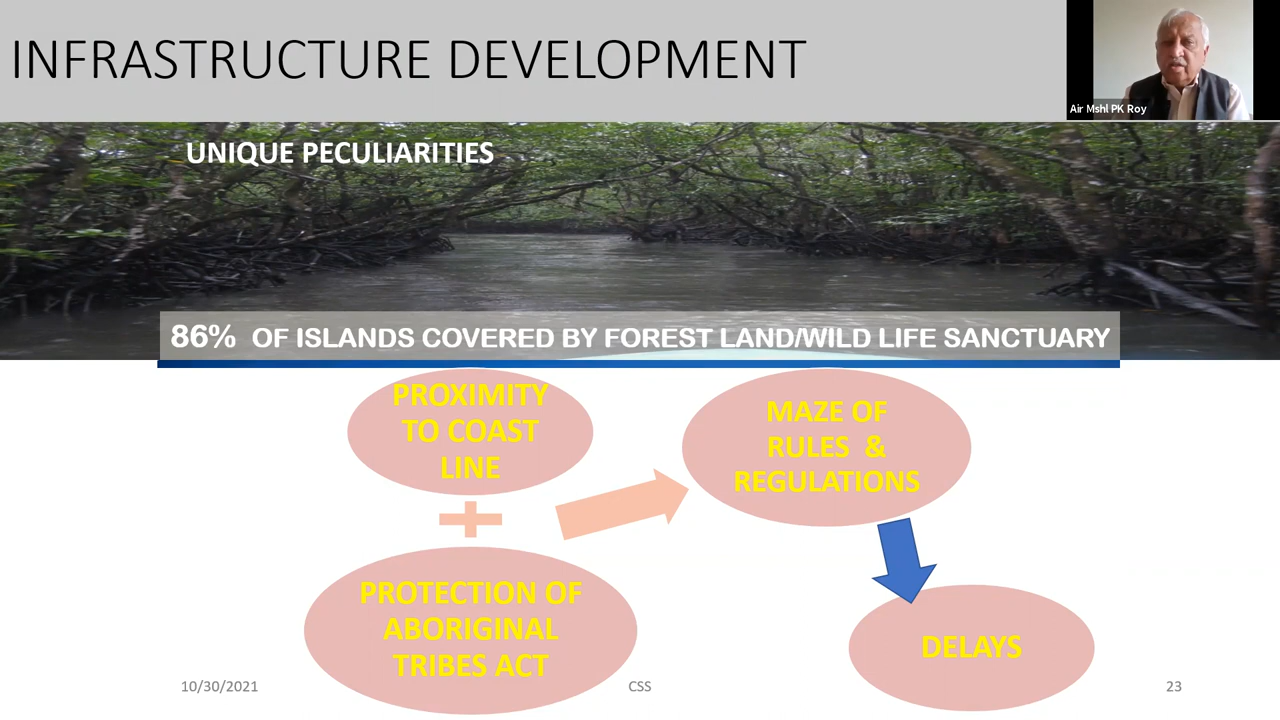 INFRASTRUCTURE DEVELOPMENT
Air Mshl PK Roy
UNIQUE PECULIARITIES
86% OF ISLANDS COVERED BY FOREST LAND/WILD LIFE SANCTUARY
PROXIMITY
TO COAST
LINE
MAZE OF
RULES & 
REGULATIONS
PROTECTION OF
ABORIGINAL
TRIBES ACT
DELAYS
10/30/2021
CSS
23